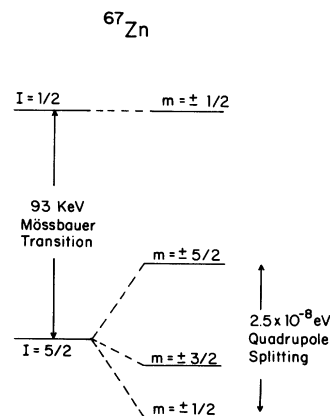 ⁶⁷Zn
I = 1/2
m = ± 1/2
93 KeV
Mössbauer
Transition
m = ± 5/2
2.5 x 10⁻⁸ eV
Quadrupole
Splitting
I = 5/2
m = ± 3/2
m = ± 1/2